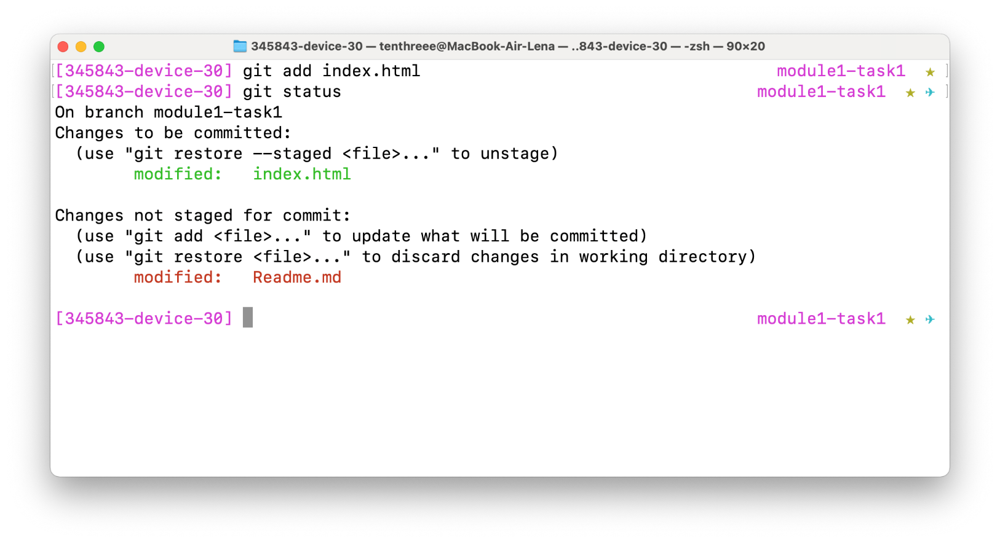 345843-device-30 — tenthreee@MacBook-Air-Lena — ..843-device-30 — -zsh — 90×20
[[345843-device-30] git add index.html module1-task1 ★ ]
[[345843-device-30] git status module1-task1 ★ ✈ ]
On branch module1-task1
Changes to be committed:
(use "git restore --staged <file>..." to unstage)
modified: index.html
Changes not staged for commit:
(use "git add <file>..." to update what will be committed)
(use "git restore <file>..." to discard changes in working directory)
modified: Readme.md
[345843-device-30] module1-task1 ★ ✈